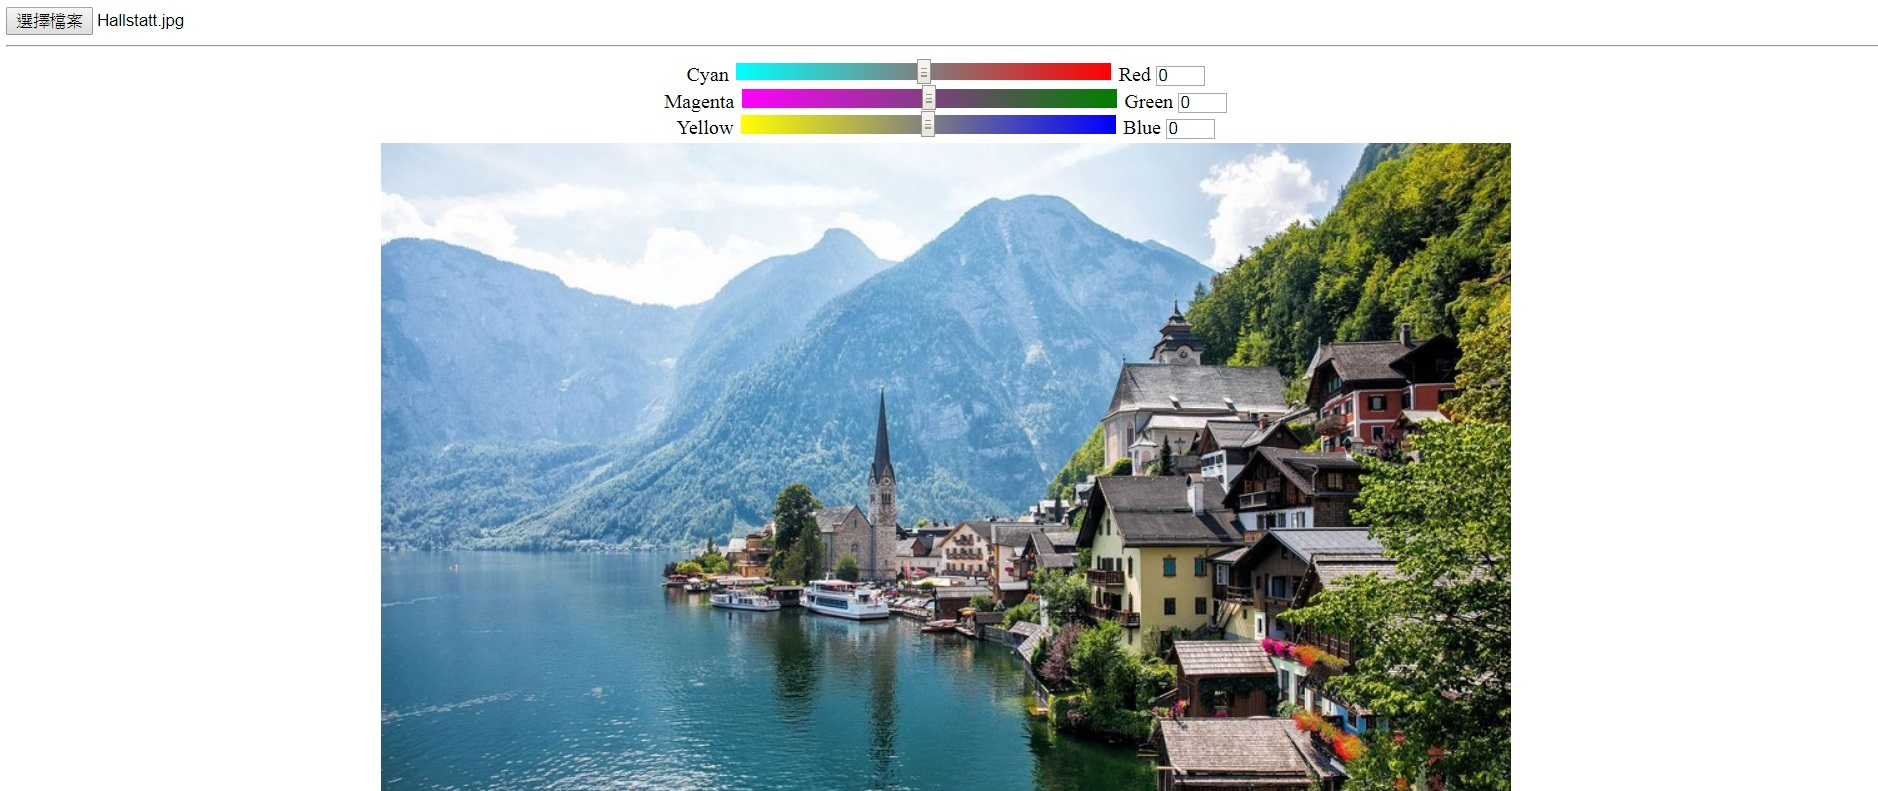 選擇檔案 Hallstatt.jpg
Cyan Red 0
Magenta Green 0
Yellow Blue 0